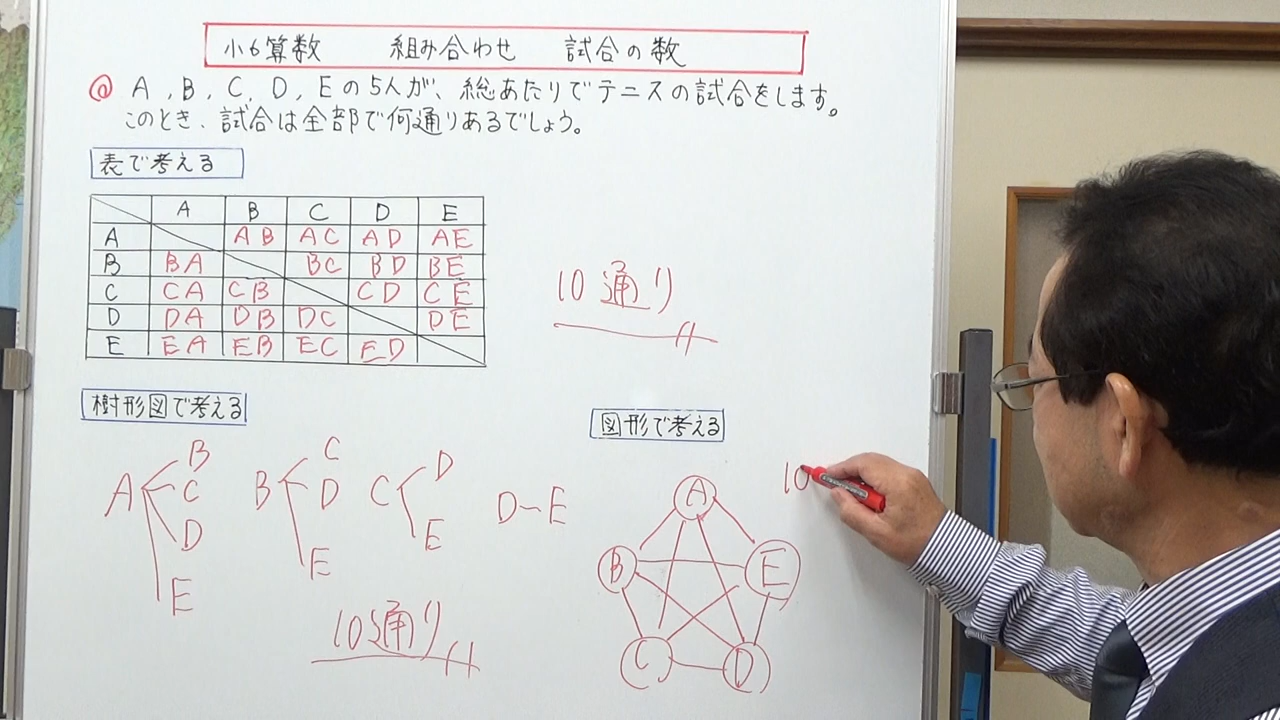 小6算数　組み合わせ　試合の数
@ A,B,C,D,Eの5人が、総あたりでテニスの試合をします。
このとき、試合は全部で何通りあるでしょう。
表で考える
A B C D E
A AB AC AD AE
B BA BC BD BE
C CA CB CD CE
D DA DB DC DE
E EA EB EC ED
10通り
樹形図で考える
A B C D E
B C D E
C D E
D E
10通り
図形で考える
A
B E
C D
10